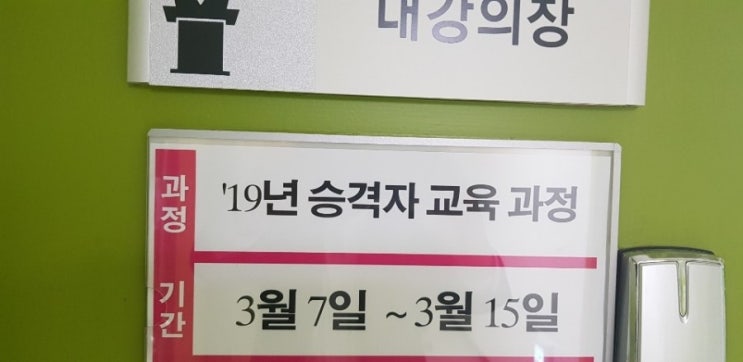 대강의장
과정
'19년 승격자 교육 과정
기간
3월 7일 ~ 3월 15일